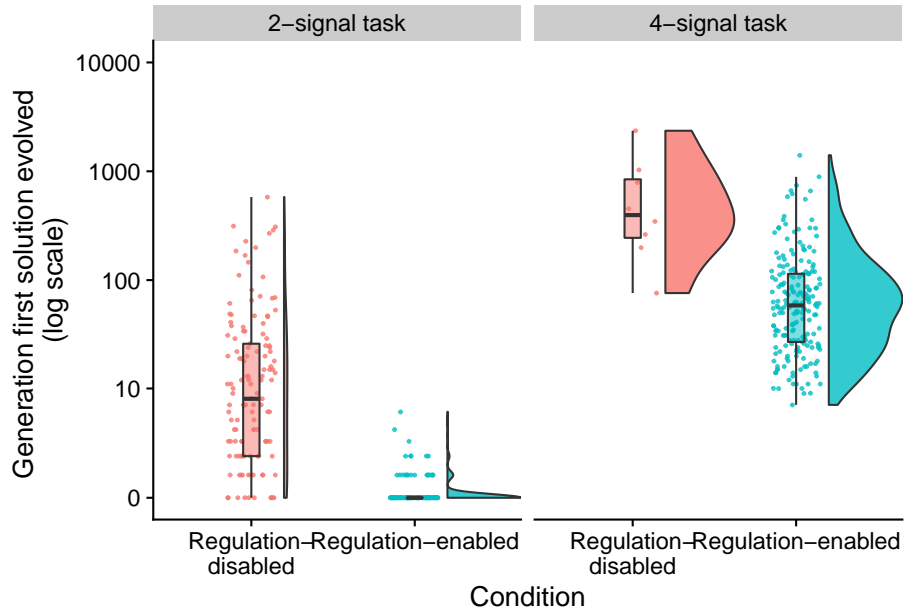 2−signal task
4−signal task
Generation first solution evolved
(log scale)
10000
1000
100
10
0
Regulation−
disabled
Regulation−enabled
Regulation−
disabled
Regulation−enabled
Condition